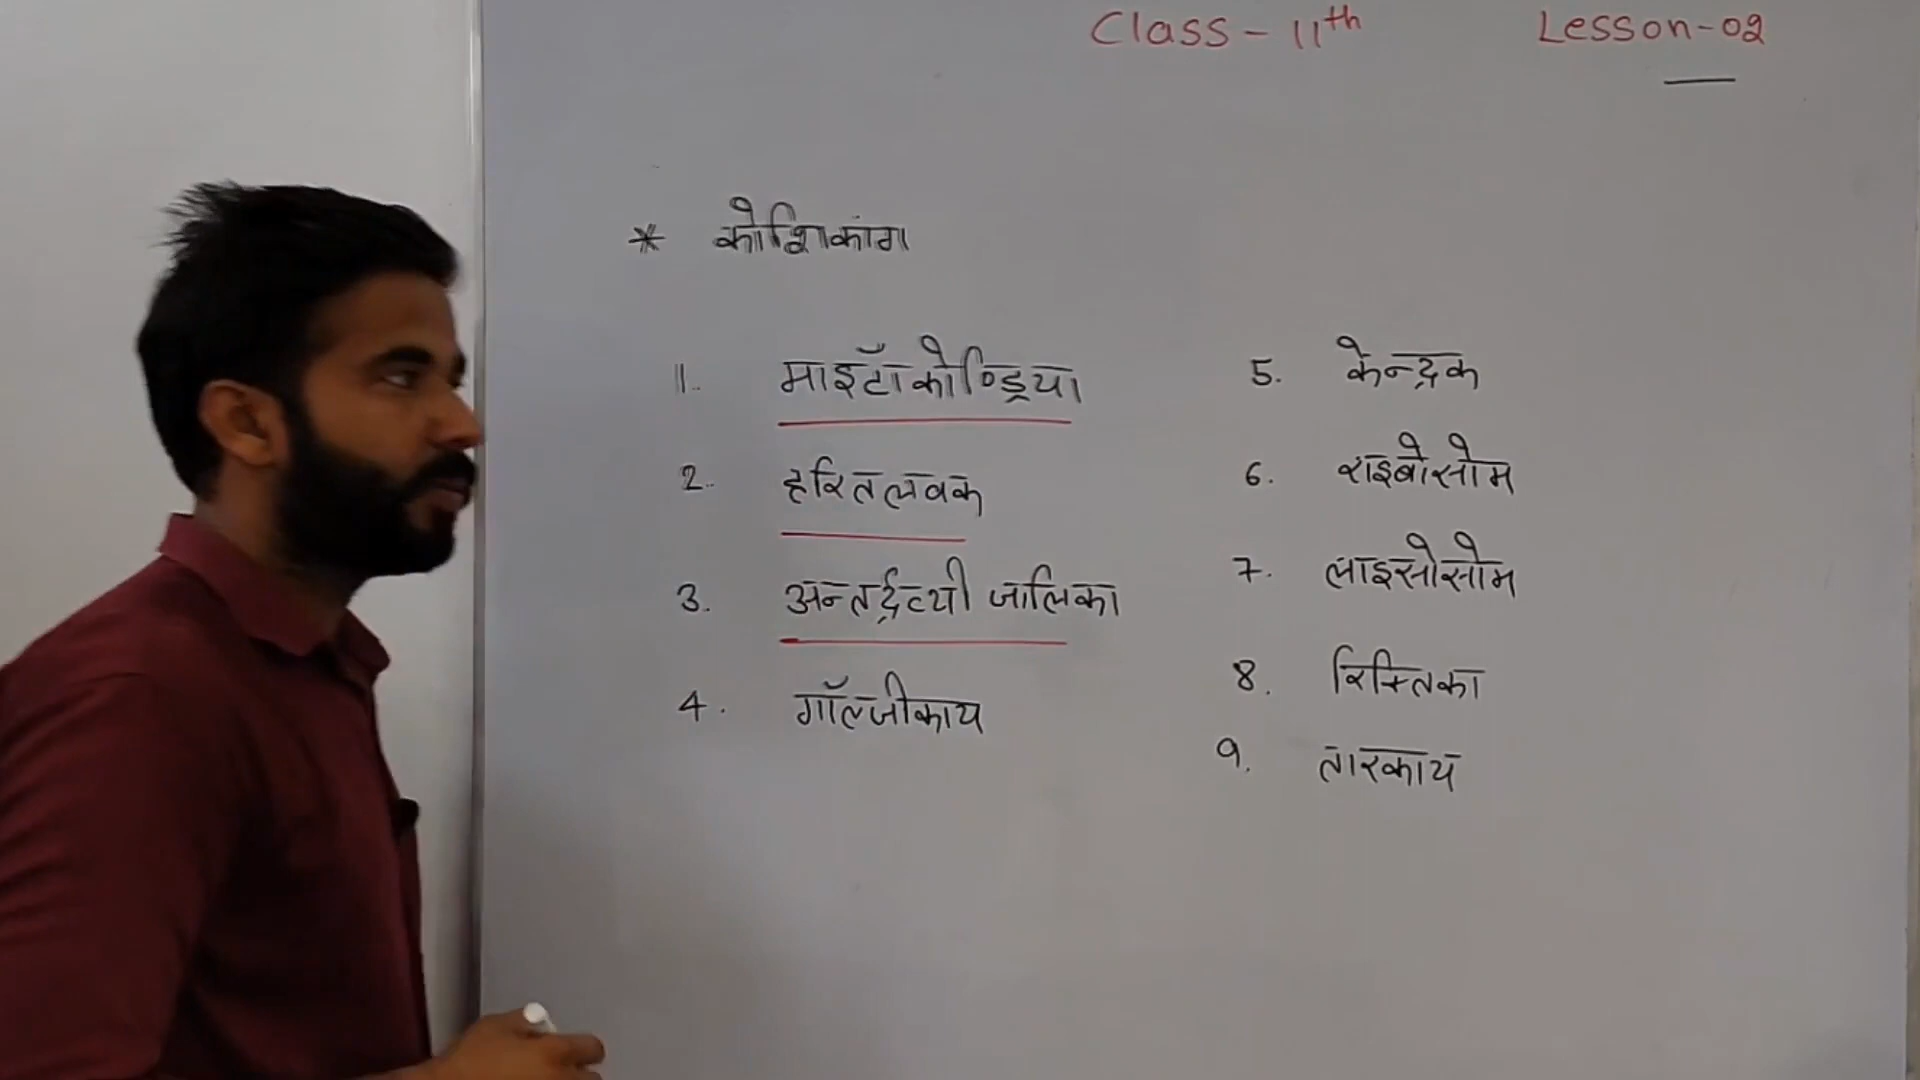 Class - 11th Lesson-02
* कोशिकांग
1. माइटॉकोण्ड्रिया
2. हरितलवक
3. अन्तर्द्रव्यी जालिका
4. गॉल्जीकाय
5. केन्द्रक
6. राइबोसोम
7. लाइसोसोम
8. रिक्तिका
9. तारकाय